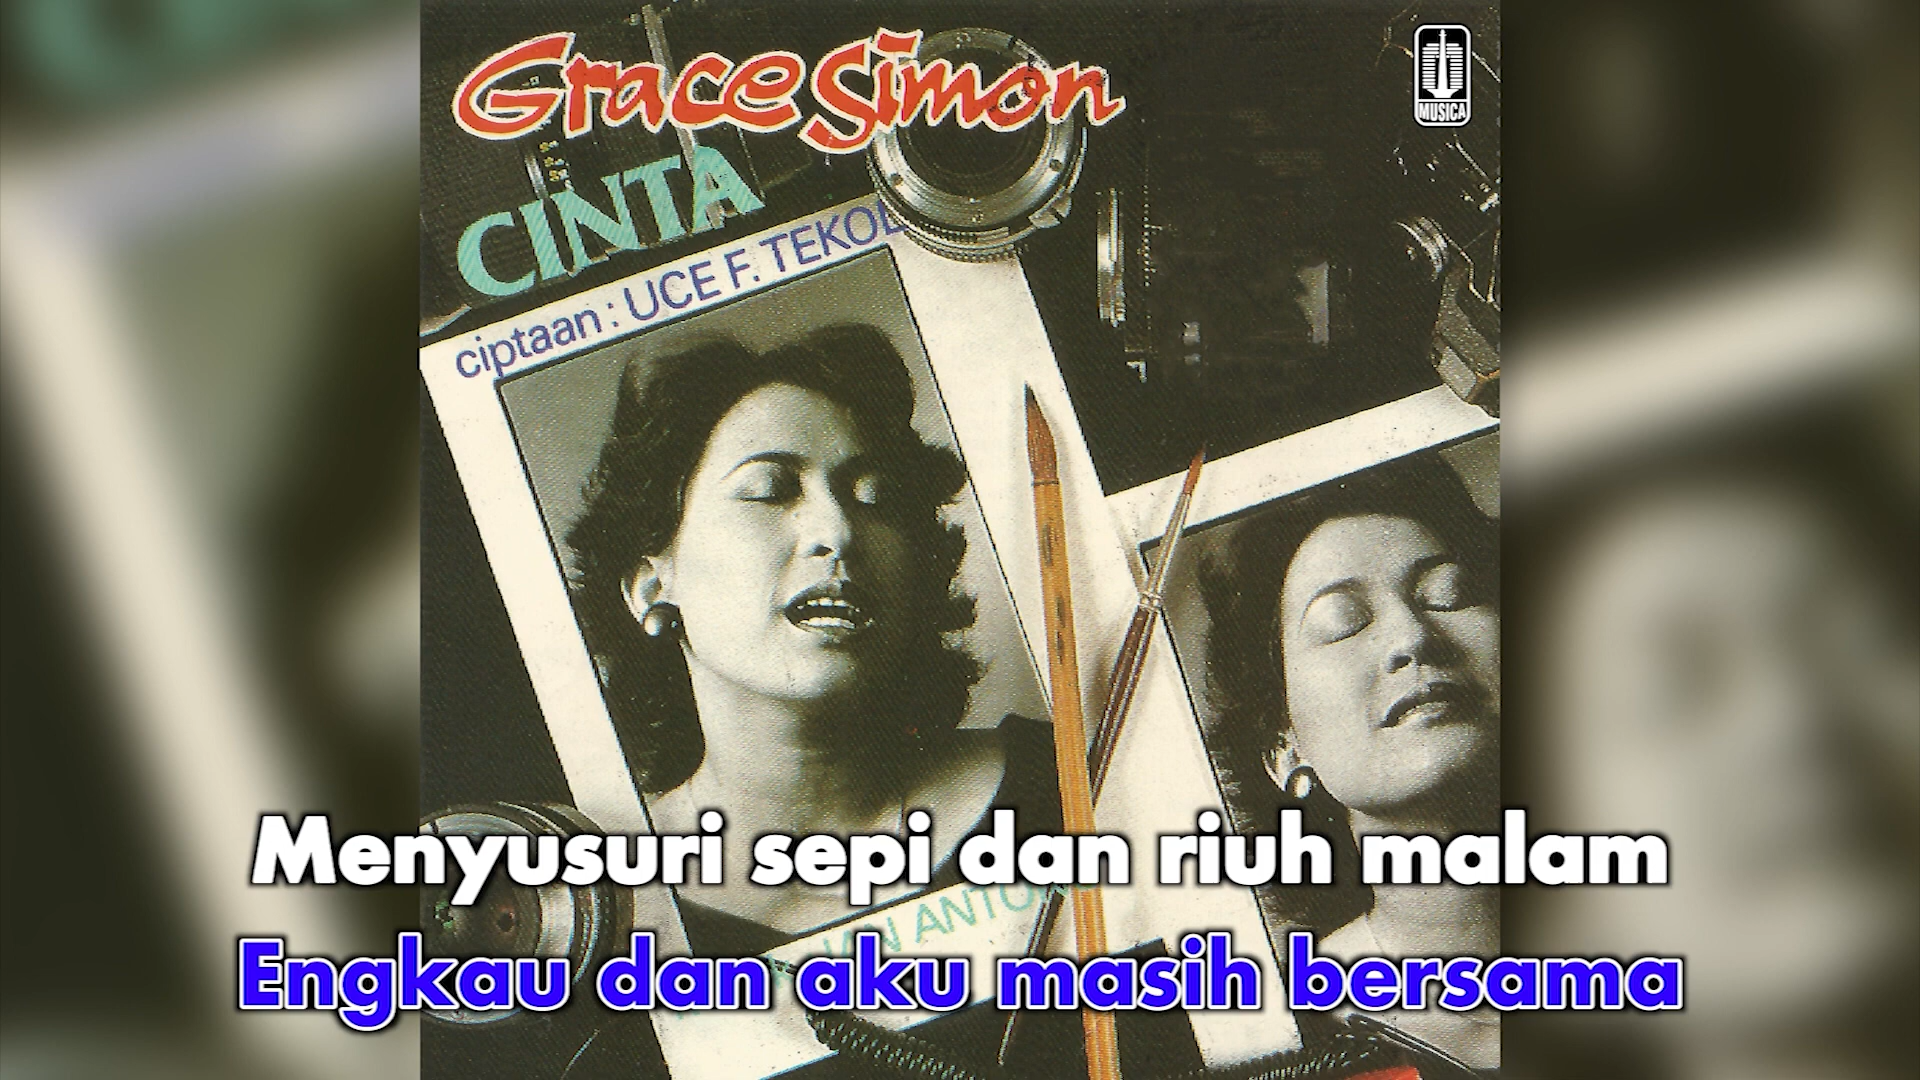 Grace Simon
MUSICA
CINTA
ciptaan : UCE F. TEKOL
Menyusuri sepi dan riuh malam
Engkau dan aku masih bersama